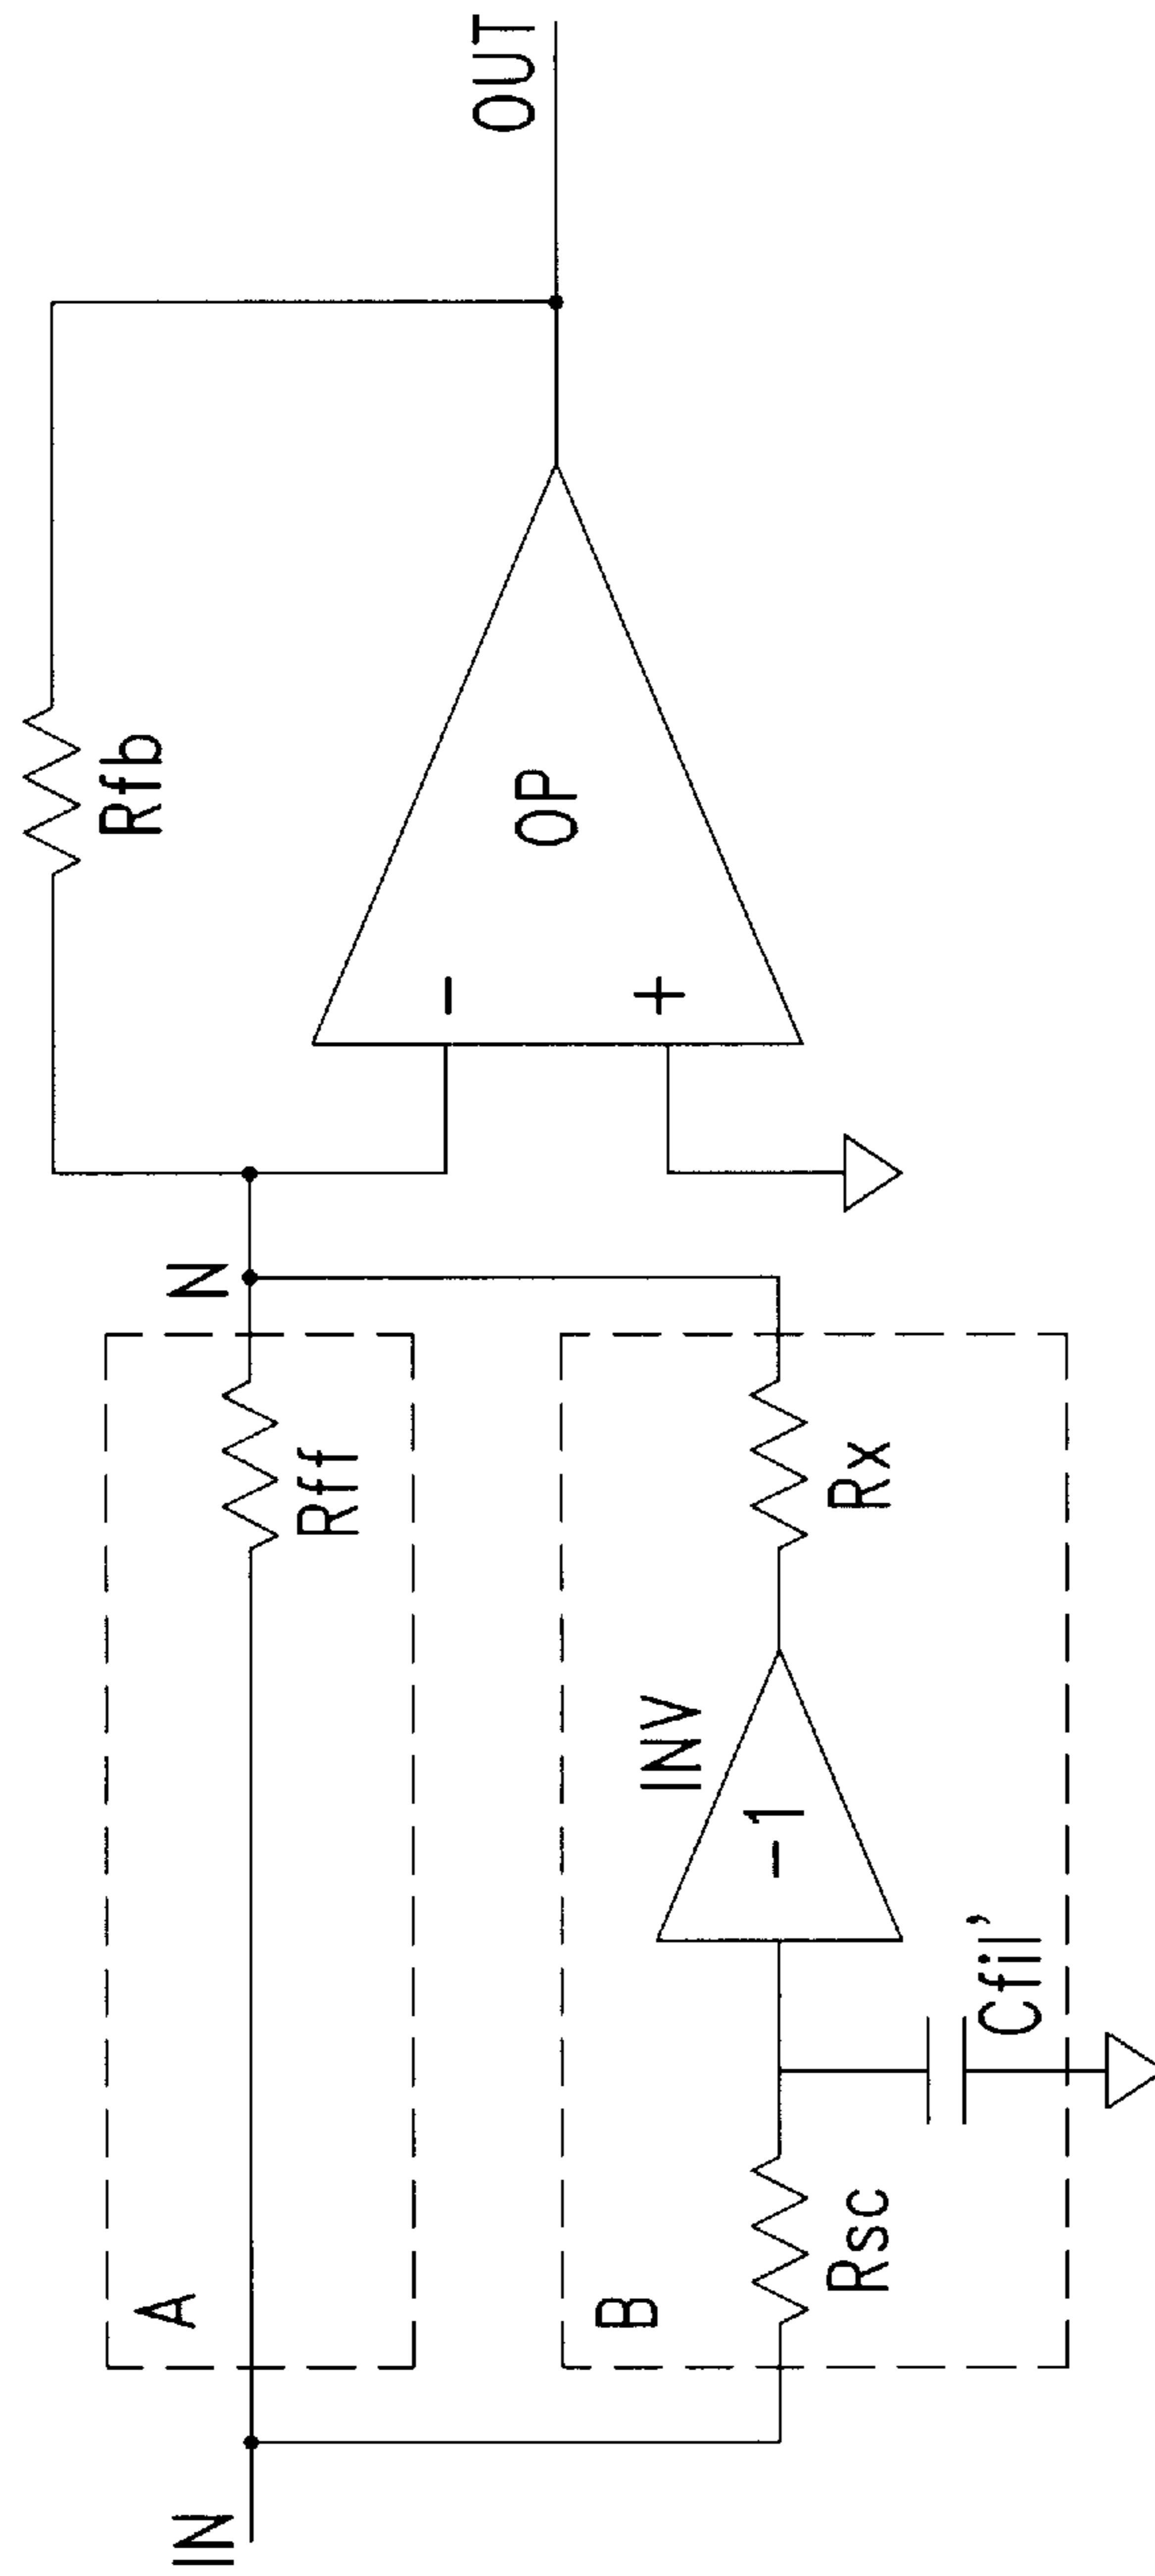 Rfb
OUT
OP
-
+
N
A
Rff
IN
B
INV
-1
Rx
Rsc
Cfil’